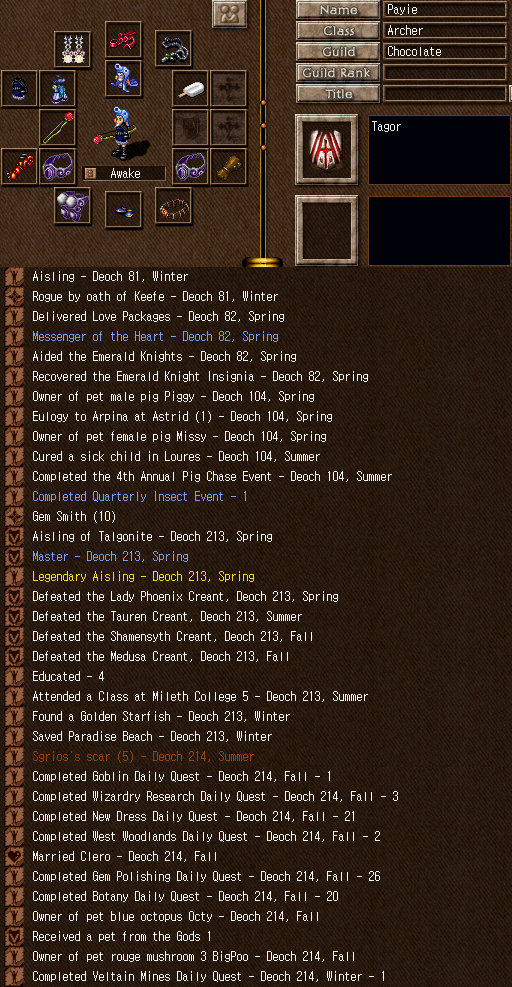 Name Payie
Class Archer
Guild Chocolate
Guild Rank
Title
Tagor
Awake
Aisling - Deoch 81, Winter
Rogue by oath of Keefe - Deoch 81, Winter
Delivered Love Packages - Deoch 82, Spring
Messenger of the Heart - Deoch 82, Spring
Aided the Emerald Knights - Deoch 82, Spring
Recovered the Emerald Knight Insignia - Deoch 82, Spring
Owner of pet male pig Piggy - Deoch 104, Spring
Eulogy to Arpina at Astrid (1) - Deoch 104, Spring
Owner of pet female pig Missy - Deoch 104, Spring
Cured a sick child in Loures - Deoch 104, Summer
Completed the 4th Annual Pig Chase Event - Deoch 104, Summer
Completed Quarterly Insect Event - 1
Gem Smith (10)
Aisling of Talgonite - Deoch 213, Spring
Master - Deoch 213, Spring
Legendary Aisling - Deoch 213, Spring
Defeated the Lady Phoenix Creant, Deoch 213, Spring
Defeated the Tauren Creant, Deoch 213, Summer
Defeated the Shamensyth Creant, Deoch 213, Fall
Defeated the Medusa Creant, Deoch 213, Fall
Educated - 4
Attended a Class at Mileth College 5 - Deoch 213, Summer
Found a Golden Starfish - Deoch 213, Winter
Saved Paradise Beach - Deoch 213, Winter
Sgrios's scar (5) - Deoch 214, Summer
Completed Goblin Daily Quest - Deoch 214, Fall - 1
Completed Wizardry Research Daily Quest - Deoch 214, Fall - 3
Completed New Dress Daily Quest - Deoch 214, Fall - 21
Completed West Woodlands Daily Quest - Deoch 214, Fall - 2
Married Clero - Deoch 214, Fall
Completed Gem Polishing Daily Quest - Deoch 214, Fall - 26
Completed Botany Daily Quest - Deoch 214, Fall - 20
Owner of pet blue octopus Octy - Deoch 214, Fall
Received a pet from the Gods 1
Owner of pet rouge mushroom 3 BigPoo - Deoch 214, Fall
Completed Veltain Mines Daily Quest - Deoch 214, Winter - 1